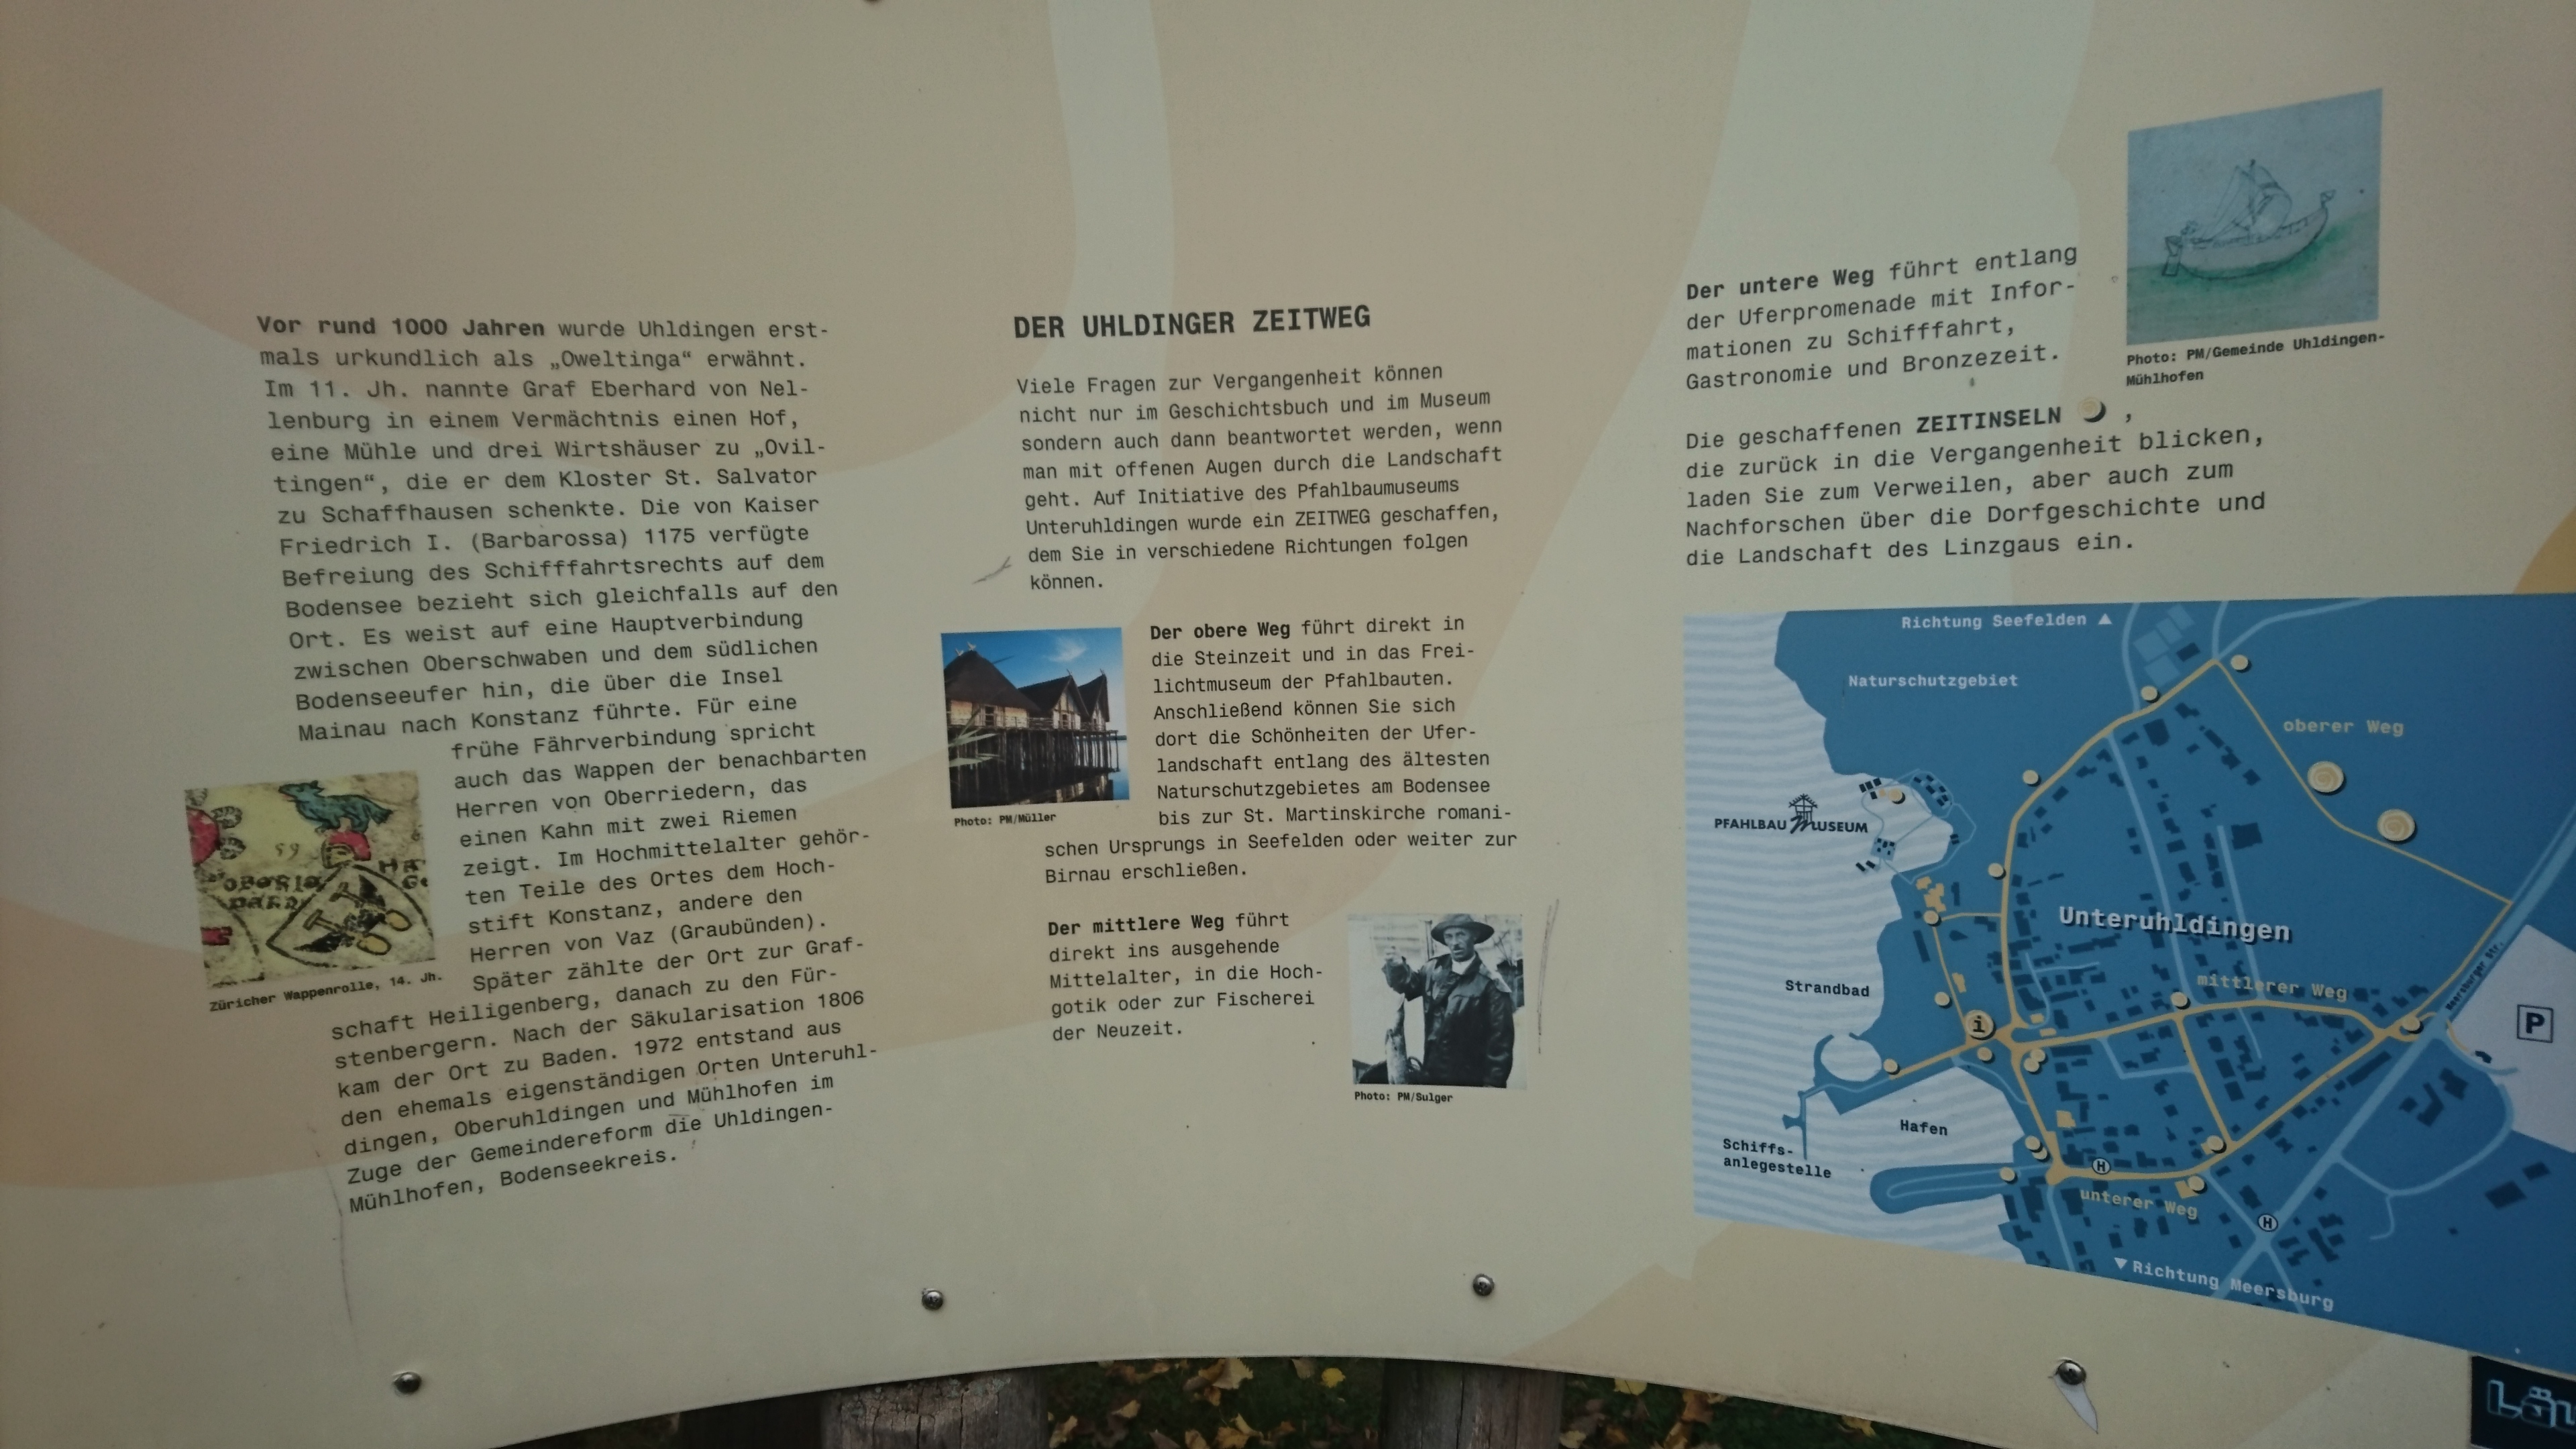 Vor rund 1000 Jahren wurde Uhldingen erst-
mals urkundlich als „Oweltinga“ erwähnt.
Im 11. Jh. nannte Graf Eberhard von Nel-
lenburg in einem Vermächtnis einen Hof,
eine Mühle und drei Wirtshäuser zu „Ovil-
tingen“, die er dem Kloster St. Salvator
zu Schaffhausen schenkte. Die von Kaiser
Friedrich I. (Barbarossa) 1175 verfügte
Befreiung des Schifffahrtsrechts auf dem
Bodensee bezieht sich gleichfalls auf den
Ort. Es weist auf eine Hauptverbindung
zwischen Oberschwaben und dem südlichen
Bodenseeufer hin, die über die Insel
Mainau nach Konstanz führte. Für eine
frühe Fährverbindung spricht
auch das Wappen der benachbarten
Herren von Oberriedern, das
einen Kahn mit zwei Riemen
zeigt. Im Hochmittelalter gehör-
ten Teile des Ortes dem Hoch-
stift Konstanz, andere den
Herren von Vaz (Graubünden).
Später zählte der Ort zur Graf-
schaft Heiligenberg, danach zu den Für-
stenbergern. Nach der Säkularisation 1806
kam der Ort zu Baden. 1972 entstand aus
den ehemals eigenständigen Orten Unteruhl-
dingen, Oberuhldingen und Mühlhofen im
Zuge der Gemeindereform die Uhldingen-
Mühlhofen, Bodenseekreis.
Züricher Wappenrolle, 14. Jh.
DER UHLDINGER ZEITWEG
Viele Fragen zur Vergangenheit können
nicht nur im Geschichtsbuch und im Museum
sondern auch dann beantwortet werden, wenn
man mit offenen Augen durch die Landschaft
geht. Auf Initiative des Pfahlbaumuseums
Unteruhldingen wurde ein ZEITWEG geschaffen,
dem Sie in verschiedene Richtungen folgen
können.
Der obere Weg führt direkt in
die Steinzeit und in das Frei-
lichtmuseum der Pfahlbauten.
Anschließend können Sie sich
dort die Schönheiten der Ufer-
landschaft entlang des ältesten
Naturschutzgebietes am Bodensee
bis zur St. Martinskirche romani-
schen Ursprungs in Seefelden oder weiter zur
Birnau erschließen.
Photo: PM/Müller
Der mittlere Weg führt
direkt ins ausgehende
Mittelalter, in die Hoch-
gotik oder zur Fischerei
der Neuzeit.
Photo: PM/Sulger
Der untere Weg führt entlang
der Uferpromenade mit Infor-
mationen zu Schifffahrt,
Gastronomie und Bronzezeit.
Photo: PM/Gemeinde Uhldingen-
Mühlhofen
Die geschaffenen ZEITINSELN ,
die zurück in die Vergangenheit blicken,
laden Sie zum Verweilen, aber auch zum
Nachforschen über die Dorfgeschichte und
die Landschaft des Linzgaus ein.
Richtung Seefelden
Naturschutzgebiet
oberer Weg
PFAHLBAU MUSEUM
Unteruhldingen
mittlerer Weg
Meersburger Str.
Strandbad
i
P
Hafen
Schiffs-
anlegestelle
H
unterer Weg
H
Richtung Meersburg